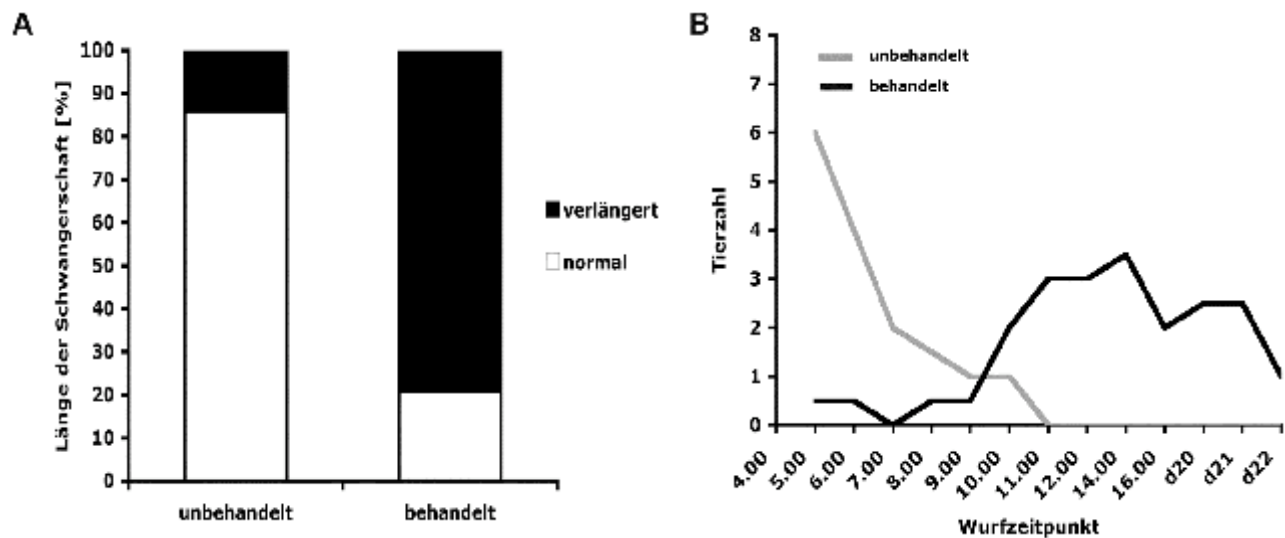 A
Länge der Schwangerschaft [%]
100
90
80
70
60
50
40
30
20
10
0
unbehandelt
behandelt
verlängert
normal
B
Tierzahl
8
7
6
5
4
3
2
1
0
unbehandelt
behandelt
4.00
5.00
6.00
7.00
8.00
9.00
10.00
11.00
12.00
14.00
16.00
d20
d21
d22
Wurfzeitpunkt